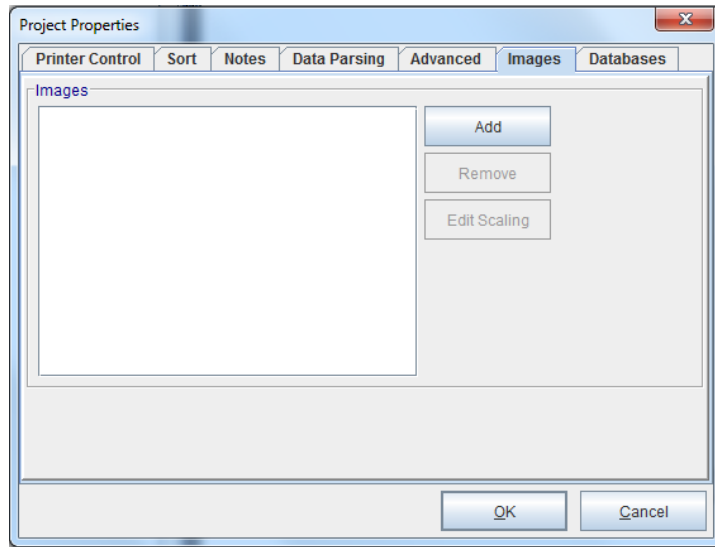 Project Properties
Printer Control Sort Notes Data Parsing Advanced Images Databases
Images
Add
Remove
Edit Scaling
OK Cancel